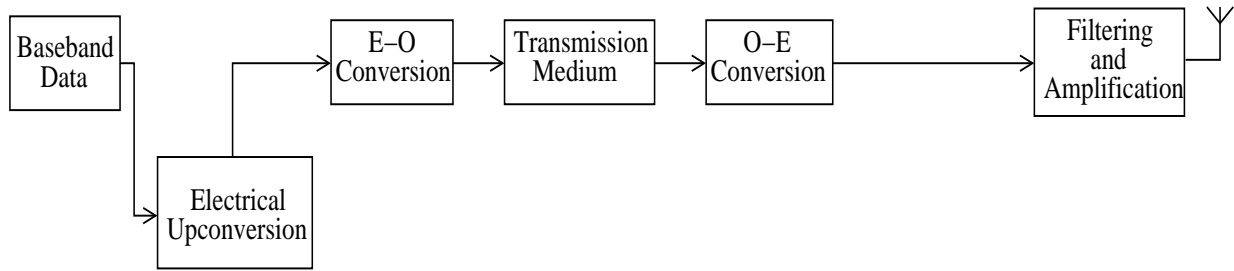 Baseband
Data
Electrical
Upconversion
E–O
Conversion
Transmission
Medium
O–E
Conversion
Filtering
and
Amplification